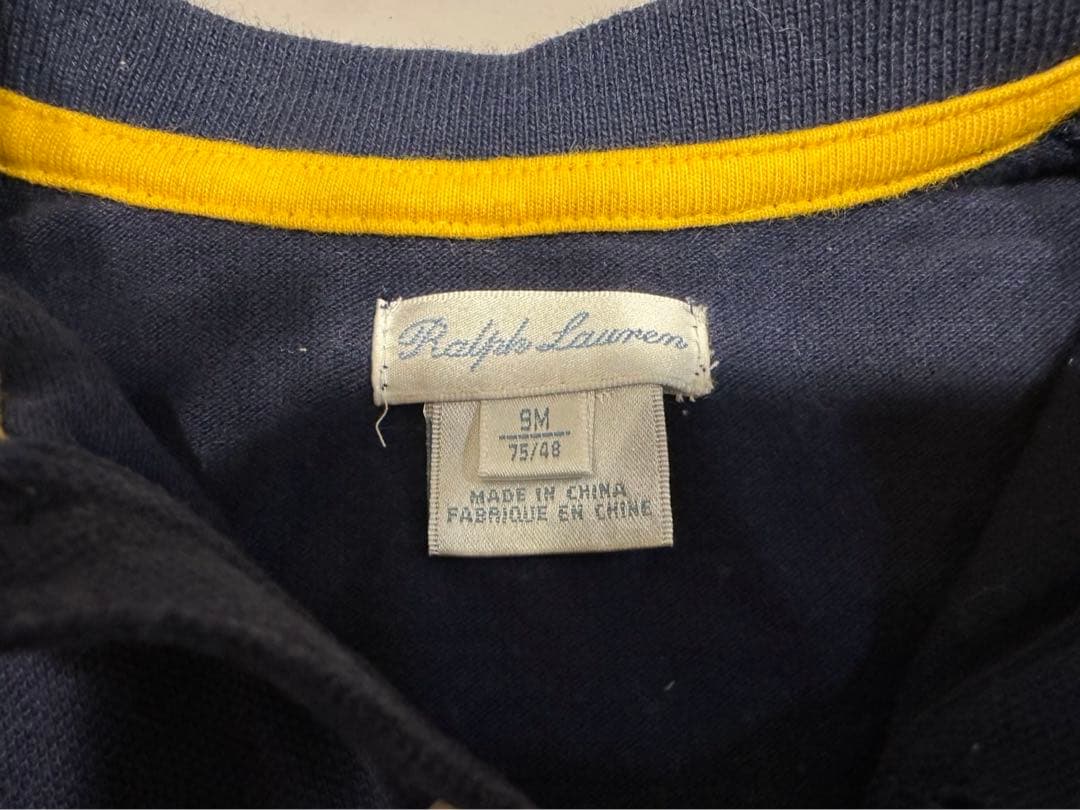 Ralph Lauren
9M
75/48
MADE IN CHINA
FABRIQUE EN CHINE